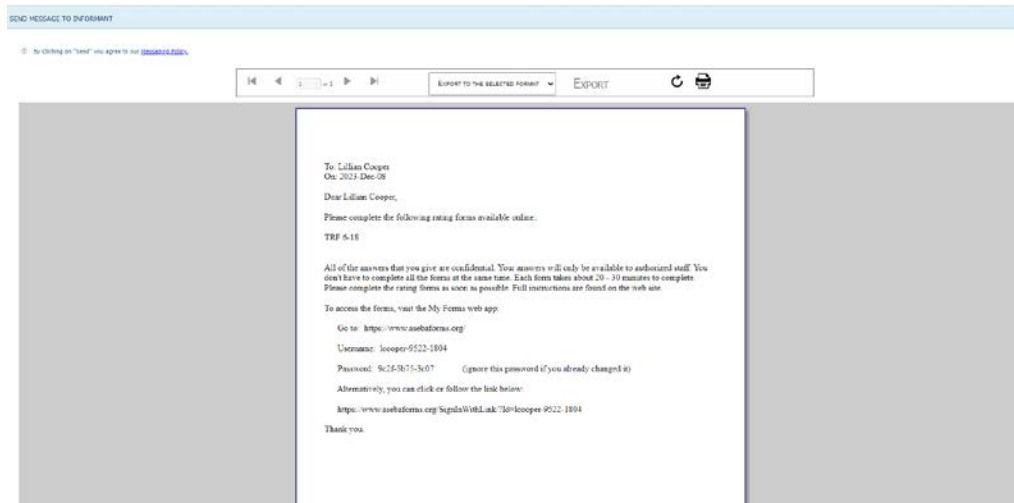 SEND MESSAGE TO INFORMANT
By Clicking on "Send" you agree to our Messaging Policy.
1 of 1 EXPORT TO THE SELECTED FORMAT EXPORT
To: Lillian Cooper
On: 2023-Dec-08
Dear Lillian Cooper,
Please complete the following rating forms available online:
TRF 6-18
All of the answers that you give are confidential. Your answers will only be available to authorized staff. You
don't have to complete all the forms at the same time. Each form takes about 20 - 30 minutes to complete.
Please complete the rating forms as soon as possible. Full instructions are found on the web site.
To access the forms, visit the My Forms web app:
Go to: https://www.asebaforms.org/
Username: lcooper-9522-1804
Password: 9c2f-5b75-3c07 (ignore this password if you already changed it)
Alternatively, you can click or follow the link below:
https://www.asebaforms.org/SignInWithLink/?Id=lcooper-9522-1804
Thank you.